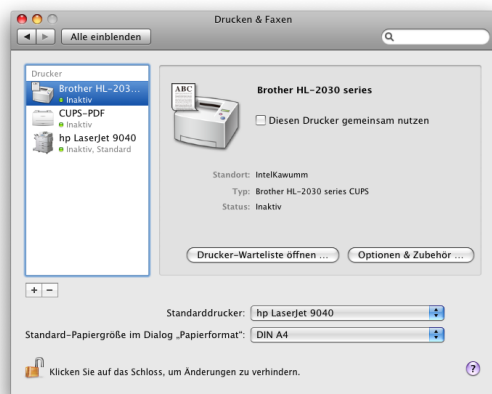 Drucken & Faxen
Alle einblenden
Drucker
Brother HL-203...
Inaktiv
CUPS-PDF
Inaktiv
hp LaserJet 9040
Inaktiv, Standard
ABC
Brother HL-2030 series
Diesen Drucker gemeinsam nutzen
Standort: IntelKawumm
Typ: Brother HL-2030 series CUPS
Status: Inaktiv
Drucker-Warteliste öffnen ...
Optionen & Zubehör ...
+ −
Standarddrucker: hp LaserJet 9040
Standard-Papiergröße im Dialog „Papierformat“: DIN A4
Klicken Sie auf das Schloss, um Änderungen zu verhindern.
?